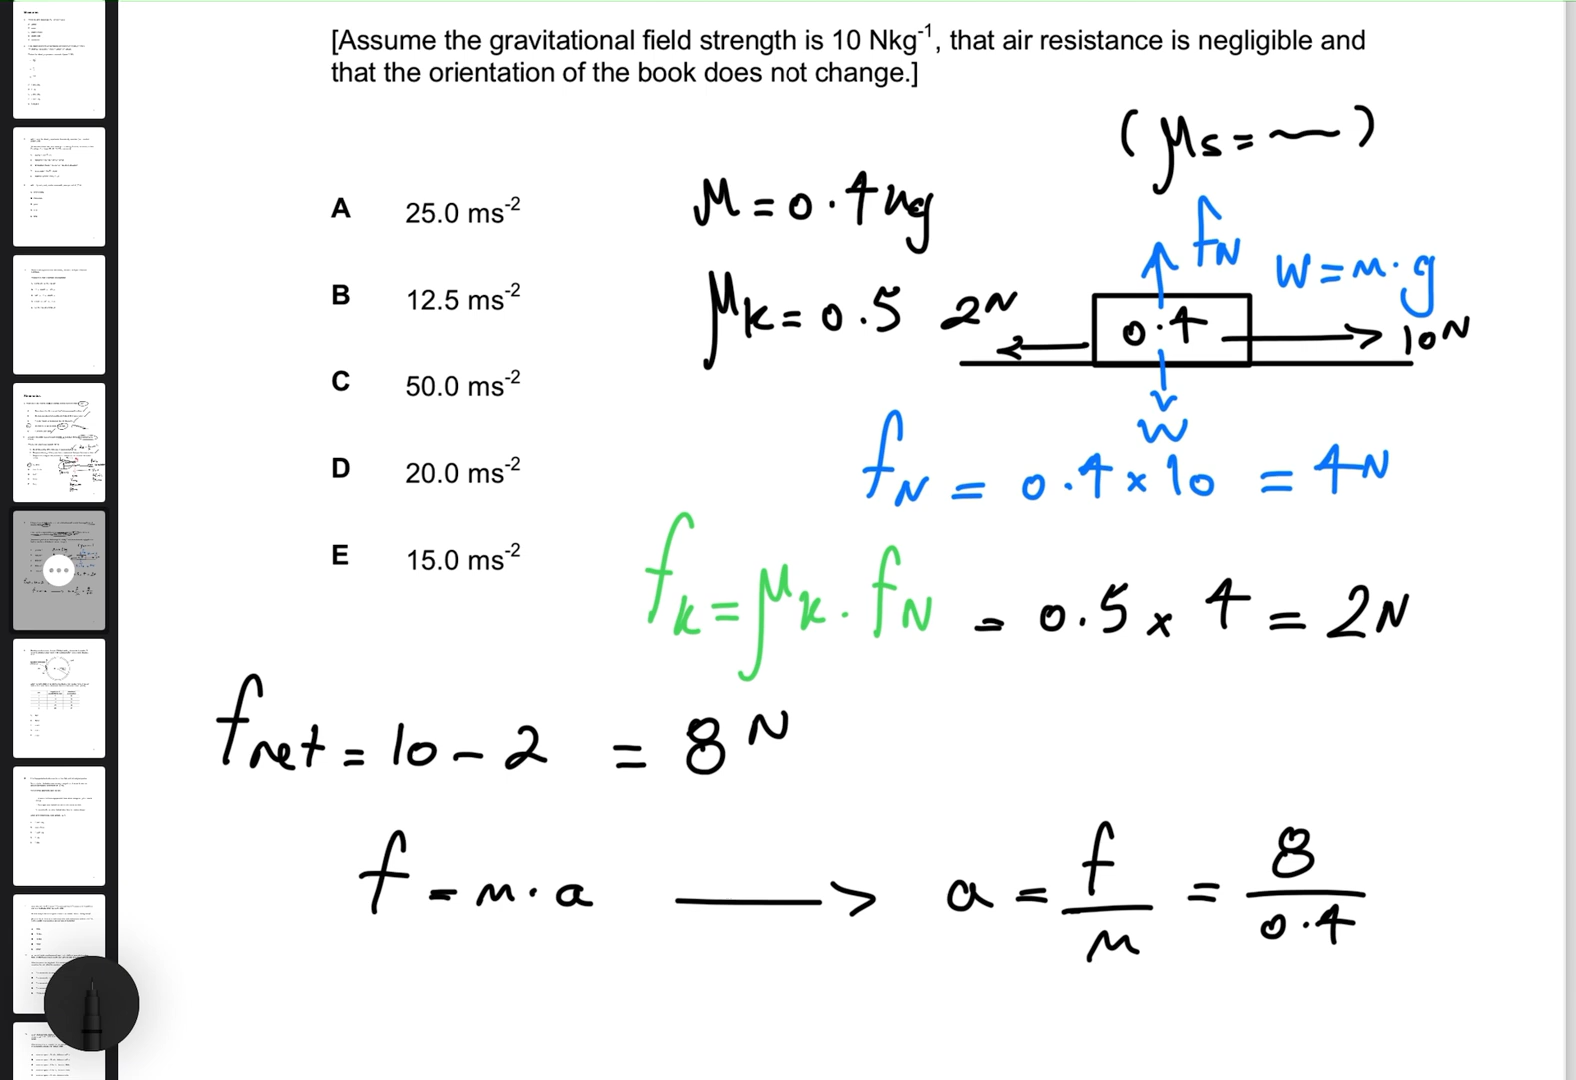 [Assume the gravitational field strength is 10 Nkg-1, that air resistance is negligible and
that the orientation of the book does not change.]
(μs = ~)
A 25.0 ms-2
M = 0.4 kg
fN
W = m·g
B 12.5 ms-2
μk = 0.5
2N
0.4
10N
C 50.0 ms-2
W
D 20.0 ms-2
fN = 0.4 × 10 = 4N
E 15.0 ms-2
fk = μk · fN = 0.5 × 4 = 2N
fnet = 10 - 2 = 8N
f = m·a → a = f/M = 8/0.4